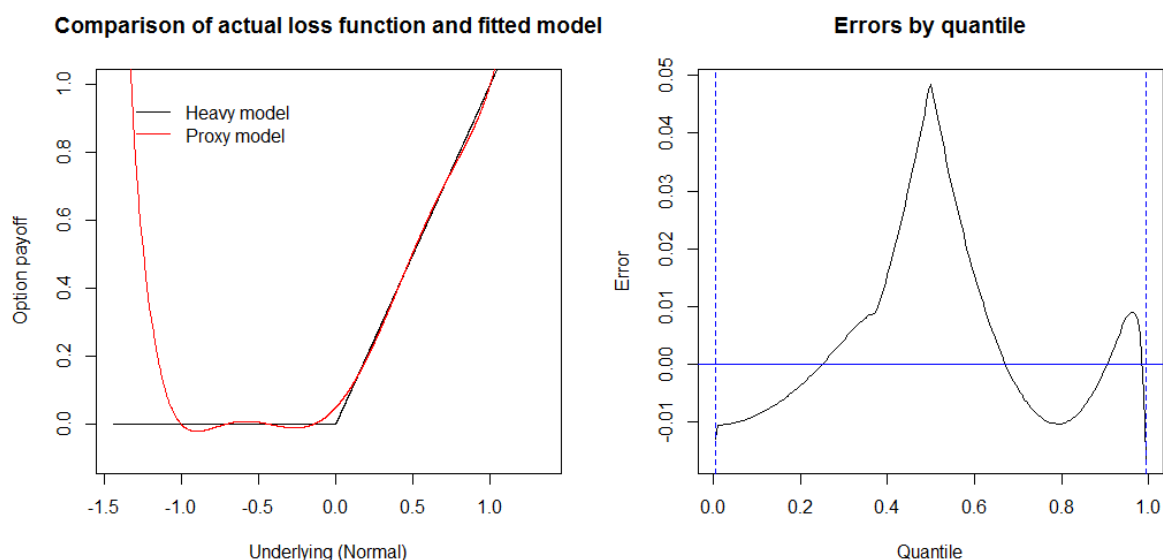 Comparison of actual loss function and fitted model
Heavy model
Proxy model
Option payoff
1.0
0.8
0.6
0.4
0.2
0.0
-1.5 -1.0 -0.5 0.0 0.5 1.0
Underlying (Normal)
Errors by quantile
Error
0.05
0.04
0.03
0.02
0.01
0.00
-0.01
0.0 0.2 0.4 0.6 0.8 1.0
Quantile